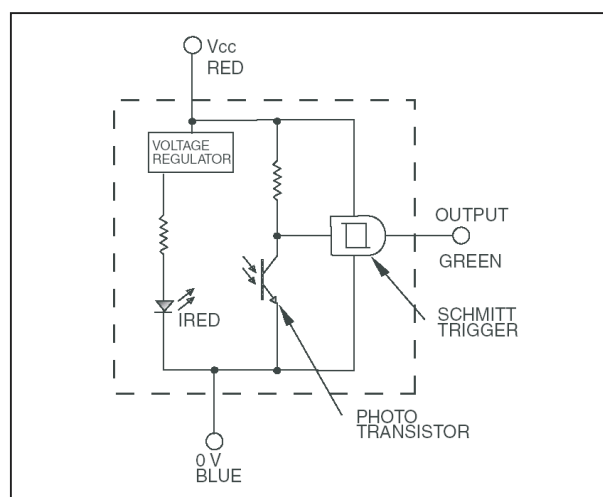 Vcc
RED
VOLTAGE
REGULATOR
OUTPUT
GREEN
IRED
SCHMITT
TRIGGER
PHOTO
TRANSISTOR
0 V
BLUE